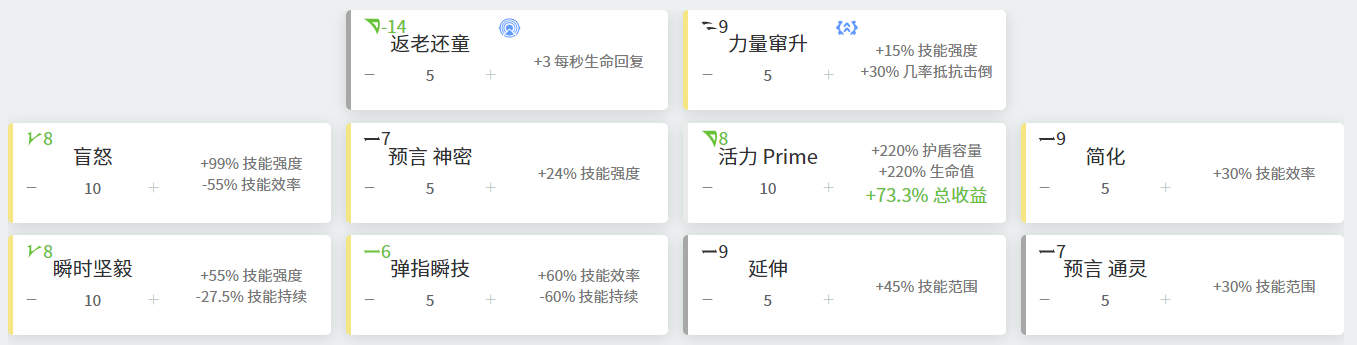 -14
返老还童
− 5 +
+3 每秒生命回复
9
力量窜升
− 5 +
+15% 技能强度
+30% 几率抵抗击倒
8
盲怒
− 10 +
+99% 技能强度
-55% 技能效率
7
预言 神密
− 5 +
+24% 技能强度
8
活力 Prime
− 10 +
+220% 护盾容量
+220% 生命值
+73.3% 总收益
9
简化
− 5 +
+30% 技能效率
8
瞬时坚毅
− 10 +
+55% 技能强度
-27.5% 技能持续
6
弹指瞬技
− 5 +
+60% 技能效率
-60% 技能持续
9
延伸
− 5 +
+45% 技能范围
7
预言 通灵
− 5 +
+30% 技能范围